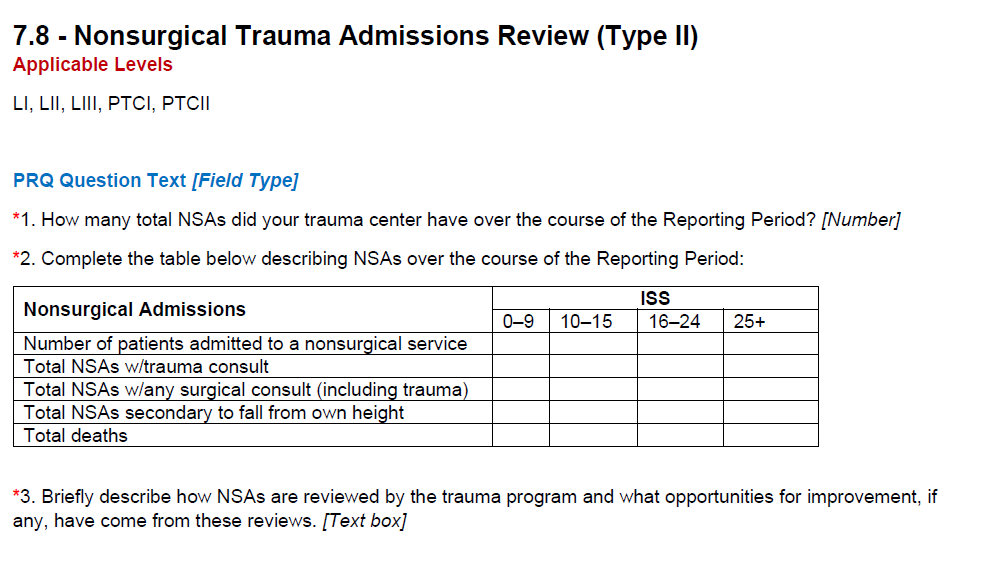 7.8 - Nonsurgical Trauma Admissions Review (Type II)
Applicable Levels
LI, LII, LIII, PTCI, PTCII
PRQ Question Text [Field Type]
*1. How many total NSAs did your trauma center have over the course of the Reporting Period? [Number]
*2. Complete the table below describing NSAs over the course of the Reporting Period:
Nonsurgical Admissions
ISS
0–9 10–15 16–24 25+
Number of patients admitted to a nonsurgical service
Total NSAs w/trauma consult
Total NSAs w/any surgical consult (including trauma)
Total NSAs secondary to fall from own height
Total deaths
*3. Briefly describe how NSAs are reviewed by the trauma program and what opportunities for improvement, if
any, have come from these reviews. [Text box]